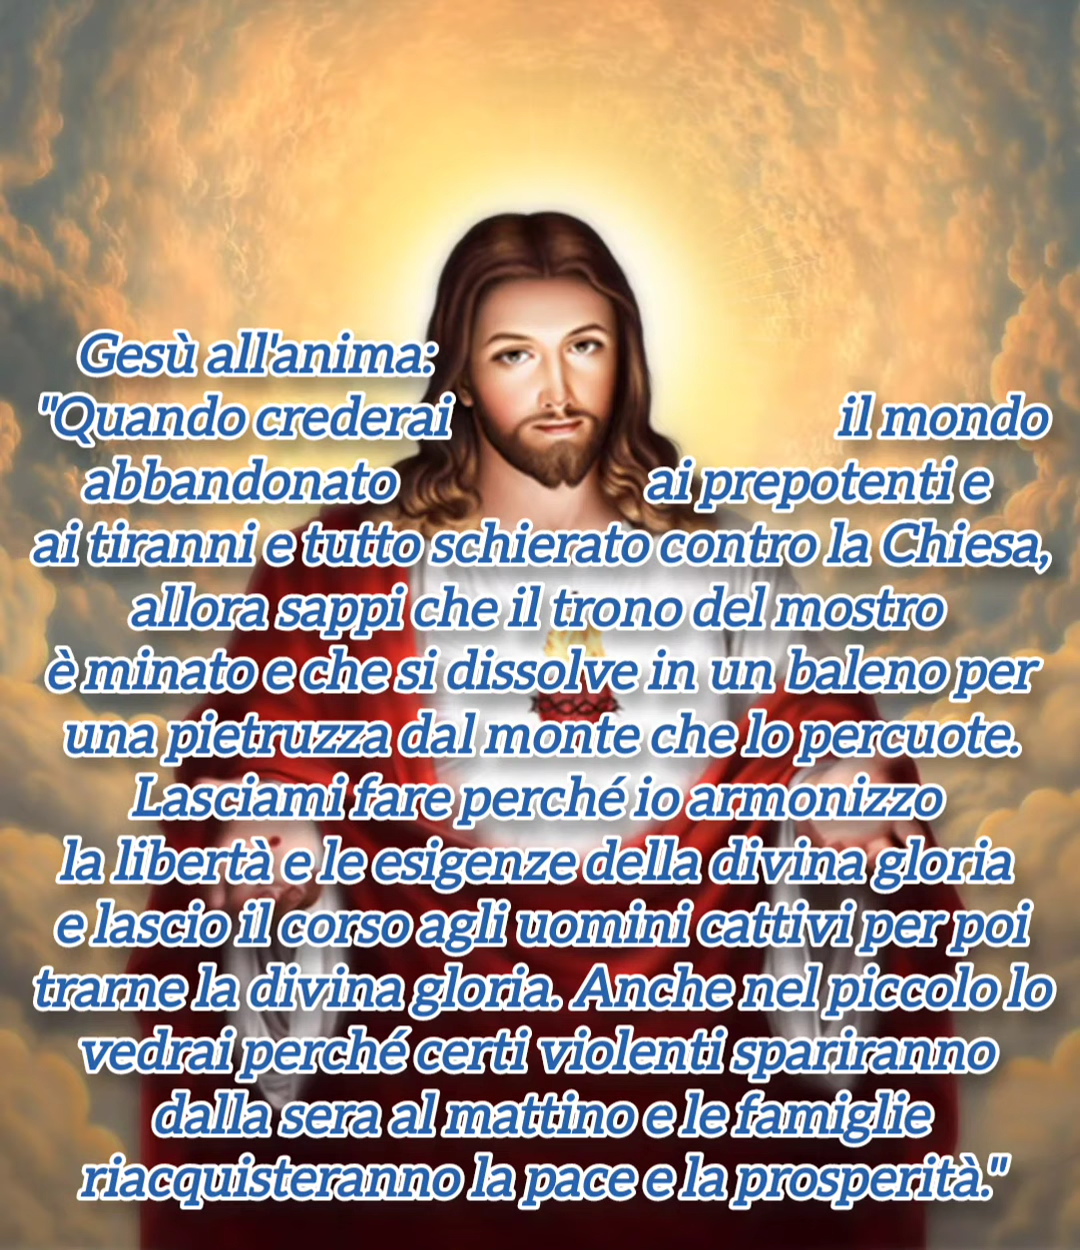 Gesù all'anima:
"Quando crederai il mondo
abbandonato ai prepotenti e
ai tiranni e tutto schierato contro la Chiesa,
allora sappi che il trono del mostro
è minato e che si dissolve in un baleno per
una pietruzza dal monte che lo percuote.
Lasciami fare perché io armonizzo
la libertà e le esigenze della divina gloria
e lascio il corso agli uomini cattivi per poi
trarne la divina gloria. Anche nel piccolo lo
vedrai perché certi violenti spariranno
dalla sera al mattino e le famiglie
riacquisteranno la pace e la prosperità."